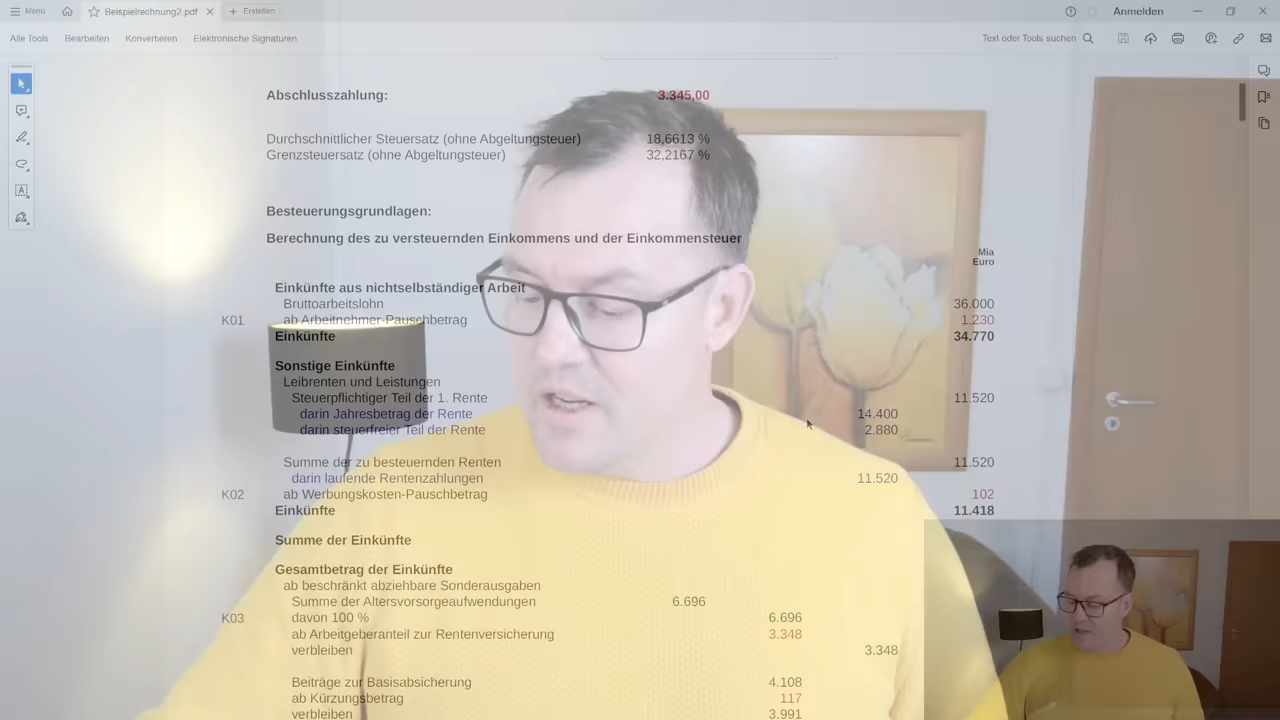 Menü Beispielrechnung2.pdf Erstellen Anmelden
Alle Tools Bearbeiten Konvertieren Elektronische Signaturen Text oder Tools suchen
Abschlusszahlung: 3.345,00
Durchschnittlicher Steuersatz (ohne Abgeltungsteuer) 18,6613 %
Grenzsteuersatz (ohne Abgeltungsteuer) 32,2167 %
Besteuerungsgrundlagen:
Berechnung des zu versteuernden Einkommens und der Einkommensteuer
Mia
Euro
Einkünfte aus nichtselbständiger Arbeit
Bruttoarbeitslohn 36.000
K01 ab Arbeitnehmer-Pauschbetrag 1.230
Einkünfte 34.770
Sonstige Einkünfte
Leibrenten und Leistungen
Steuerpflichtiger Teil der 1. Rente 11.520
darin Jahresbetrag der Rente 14.400
darin steuerfreier Teil der Rente 2.880
Summe der zu besteuernden Renten 11.520
darin laufende Rentenzahlungen 11.520
K02 ab Werbungskosten-Pauschbetrag 102
Einkünfte 11.418
Summe der Einkünfte
Gesamtbetrag der Einkünfte
ab beschränkt abziehbare Sonderausgaben
Summe der Altersvorsorgeaufwendungen 6.696
K03 davon 100 % 6.696
ab Arbeitgeberanteil zur Rentenversicherung 3.348
verbleiben 3.348
Beiträge zur Basisabsicherung 4.108
ab Kürzungsbetrag 117
verbleiben 3.991